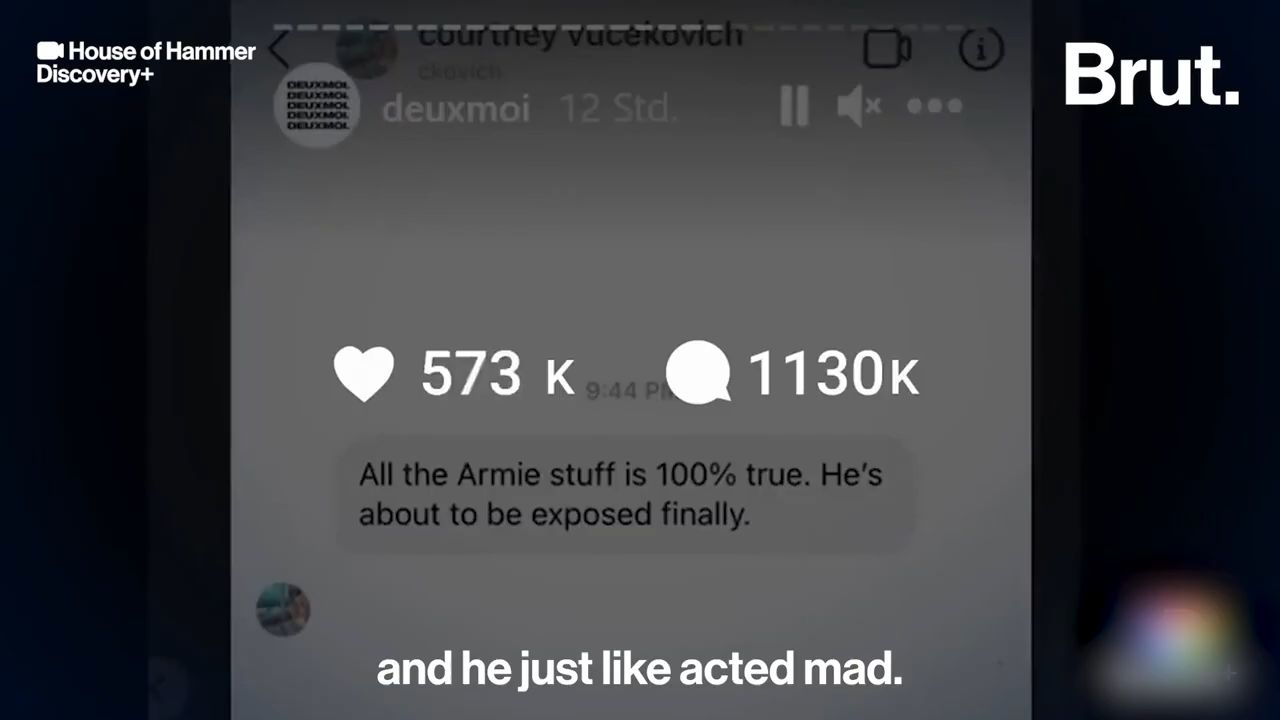 House of Hammer
Discovery+
Brut.
courtney vucekovich
ckovich
DEUXMOI
DEUXMOI
DEUXMOI
DEUXMOI
DEUXMOI
deuxmoi 12 Std.
573 K 1130K
9:44 PM
All the Armie stuff is 100% true. He's
about to be exposed finally.
and he just like acted mad.